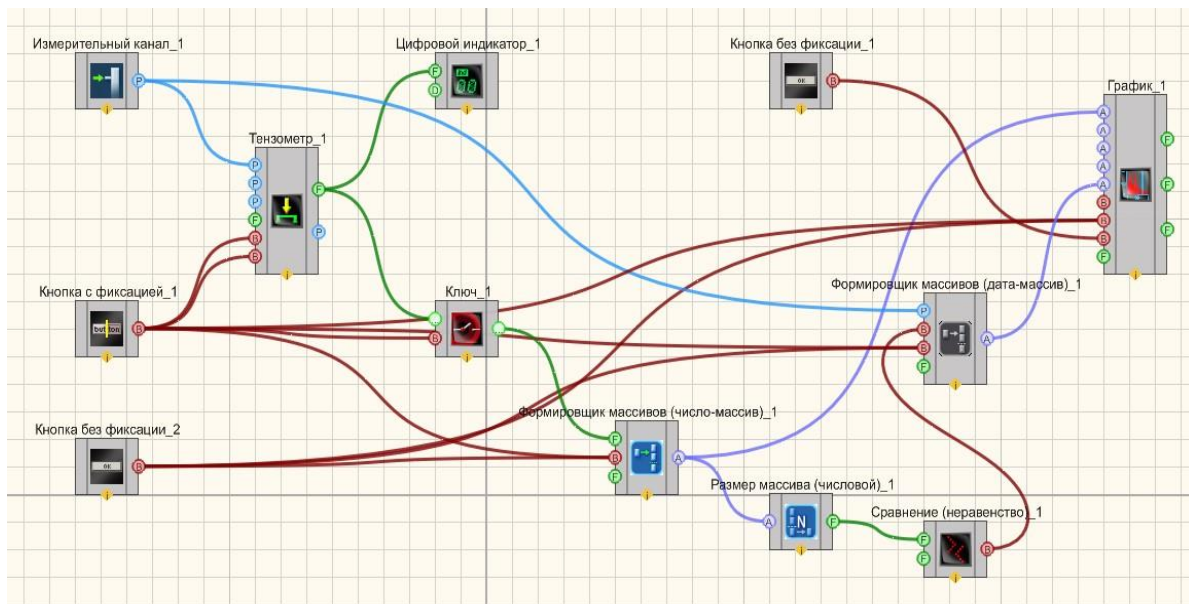 Измерительный канал_1
Цифровой индикатор_1
Кнопка без фиксации_1
График_1
Тензометр_1
Формировщик массивов (дата-массив)_1
Кнопка с фиксацией_1
Ключ_1
Формировщик массивов (число-массив)_1
Кнопка без фиксации_2
Размер массива (числовой)_1
Сравнение (неравенство)_1